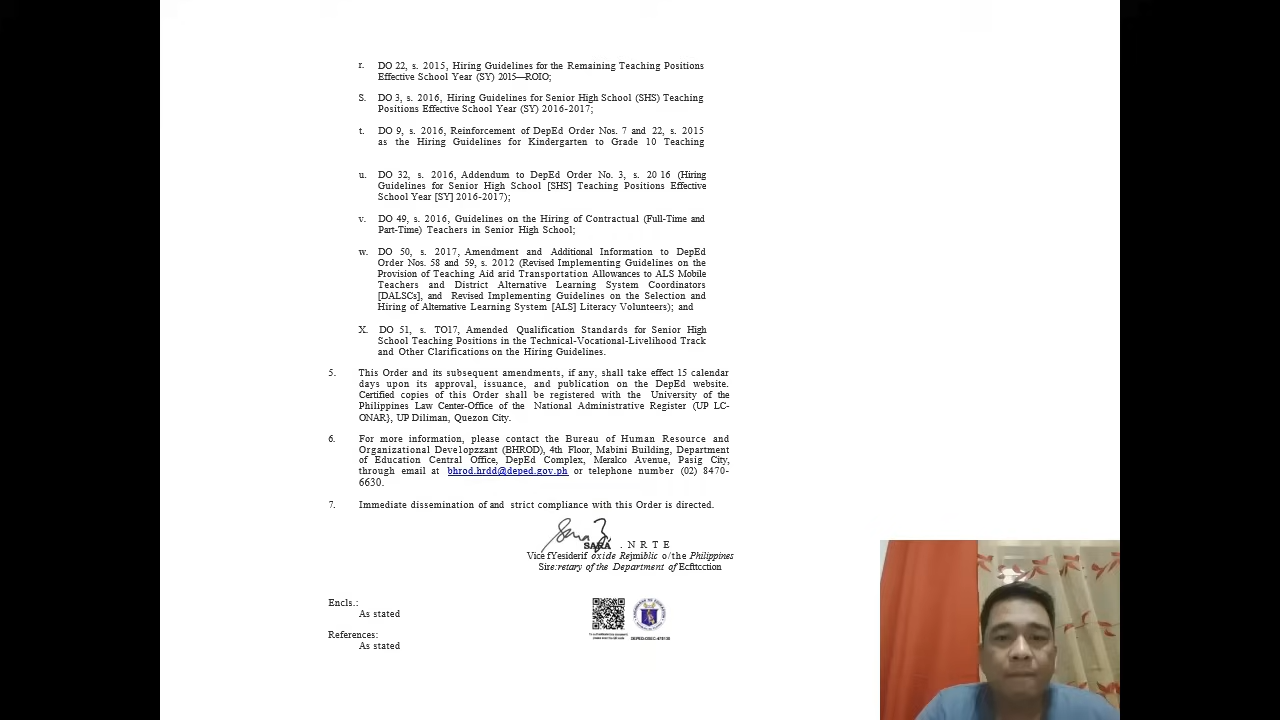 r. DO 22, s. 2015, Hiring Guidelines for the Remaining Teaching Positions
Effective School Year (SY) 2015—ROIO;
S. DO 3, s. 2016, Hiring Guidelines for Senior High School (SHS) Teaching
Positions Effective School Year (SY) 2016-2017;
t. DO 9, s. 2016, Reinforcement of DepEd Order Nos. 7 and 22, s. 2015
as the Hiring Guidelines for Kindergarten to Grade 10 Teaching
u. DO 32, s. 2016, Addendum to DepEd Order No. 3, s. 20 16 (Hiring
Guidelines for Senior High School [SHS] Teaching Positions Effective
School Year [SY] 2016-2017);
v. DO 49, s. 2016, Guidelines on the Hiring of Contractual (Full-Time and
Part-Time) Teachers in Senior High School;
w. DO 50, s. 2017, Amendment and Additional Information to DepEd
Order Nos. 58 and 59, s. 2012 (Revised Implementing Guidelines on the
Provision of Teaching Aid arid Transportation Allowances to ALS Mobile
Teachers and District Alternative Learning System Coordinators
[DALSCs], and Revised Implementing Guidelines on the Selection and
Hiring of Alternative Learning System [ALS] Literacy Volunteers); and
X. DO 51, s. TO17, Amended Qualification Standards for Senior High
School Teaching Positions in the Technical-Vocational-Livelihood Track
and Other Clarifications on the Hiring Guidelines.
5. This Order and its subsequent amendments, if any, shall take effect 15 calendar
days upon its approval, issuance, and publication on the DepEd website.
Certified copies of this Order shall be registered with the University of the
Philippines Law Center-Office of the National Administrative Register (UP LC-
ONAR}, UP Diliman, Quezon City.
6. For more information, please contact the Bureau of Human Resource and
Organizational Developzzant (BHROD), 4th Floor, Mabini Building, Department
of Education Central Office, DepEd Complex, Meralco Avenue, Pasig City,
through email at bhrod.hrdd@deped.gov.ph or telephone number (02) 8470-
6630.
7. Immediate dissemination of and strict compliance with this Order is directed.
SARA . N R T E
Vice fYesiderif oxide Rejmiblic o/the Philippines
Sire:retary of the Department of Ecfttcction
Encls.:
As stated
References:
As stated